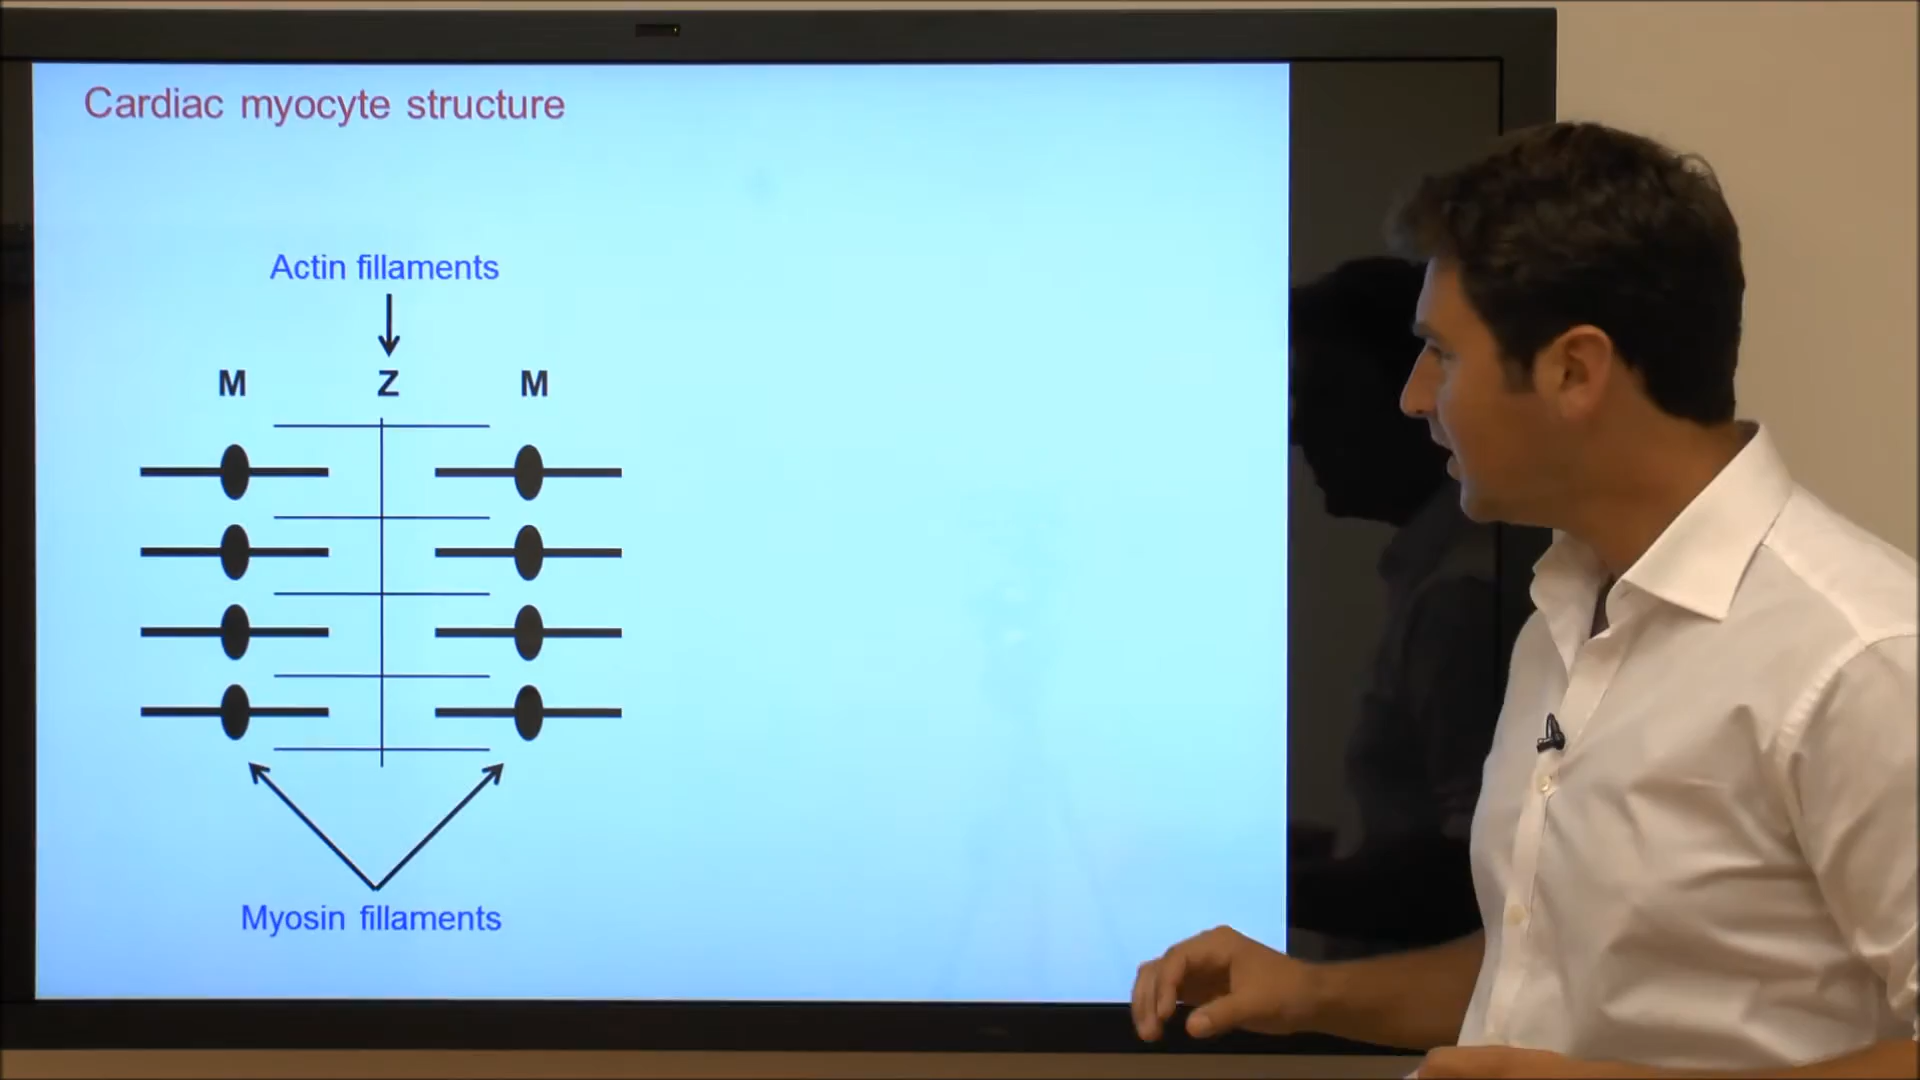 Cardiac myocyte structure
Actin fillaments
M Z M
Myosin fillaments